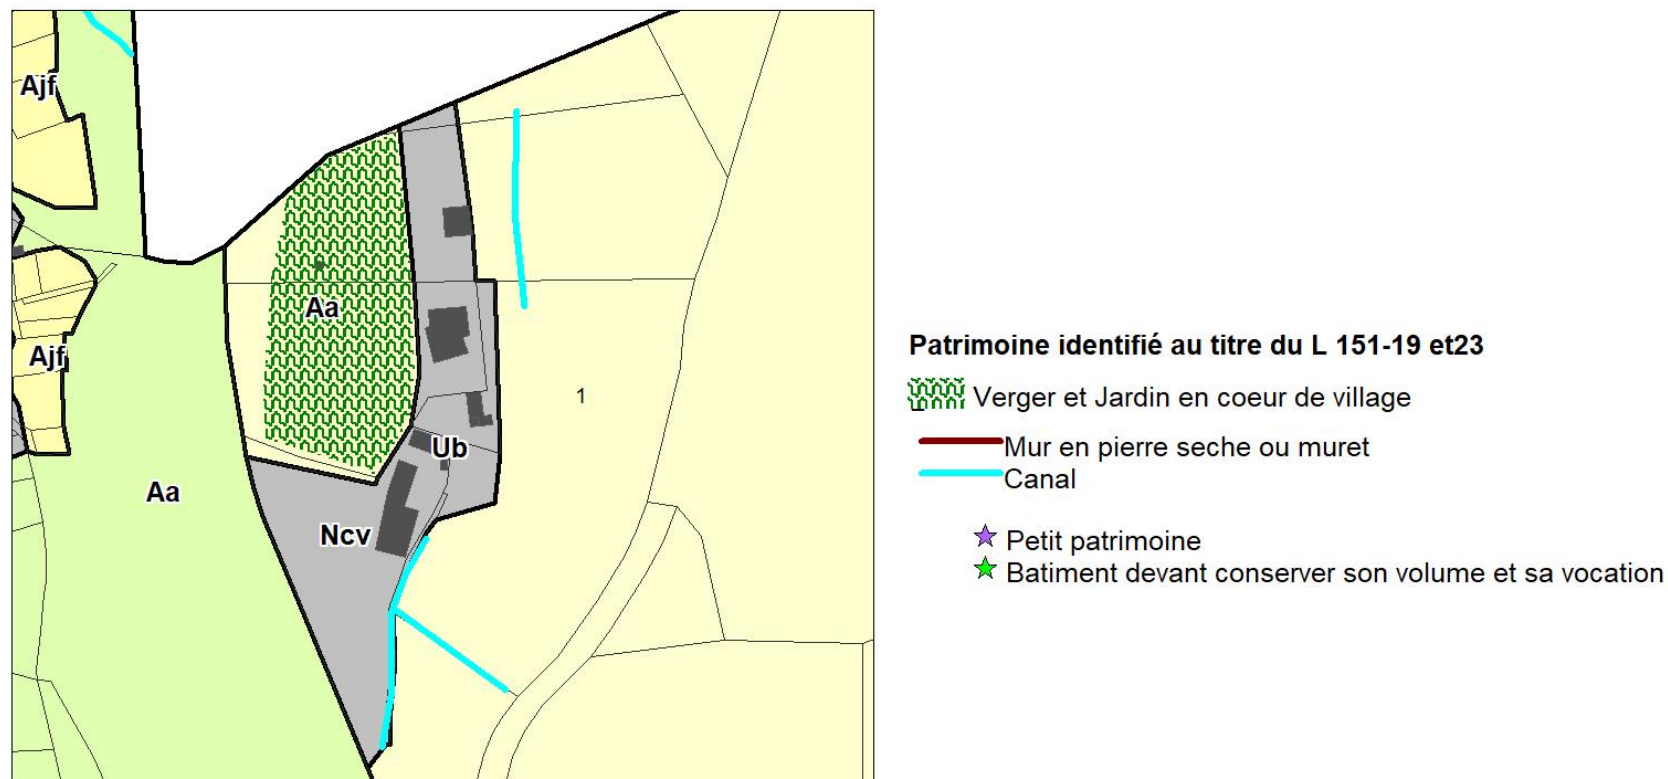 Ajf
Aa
Ajf
1
Ub
Aa
Ncv
Patrimoine identifié au titre du L 151-19 et23
Verger et Jardin en coeur de village
Mur en pierre seche ou muret
Canal
Petit patrimoine
Batiment devant conserver son volume et sa vocation